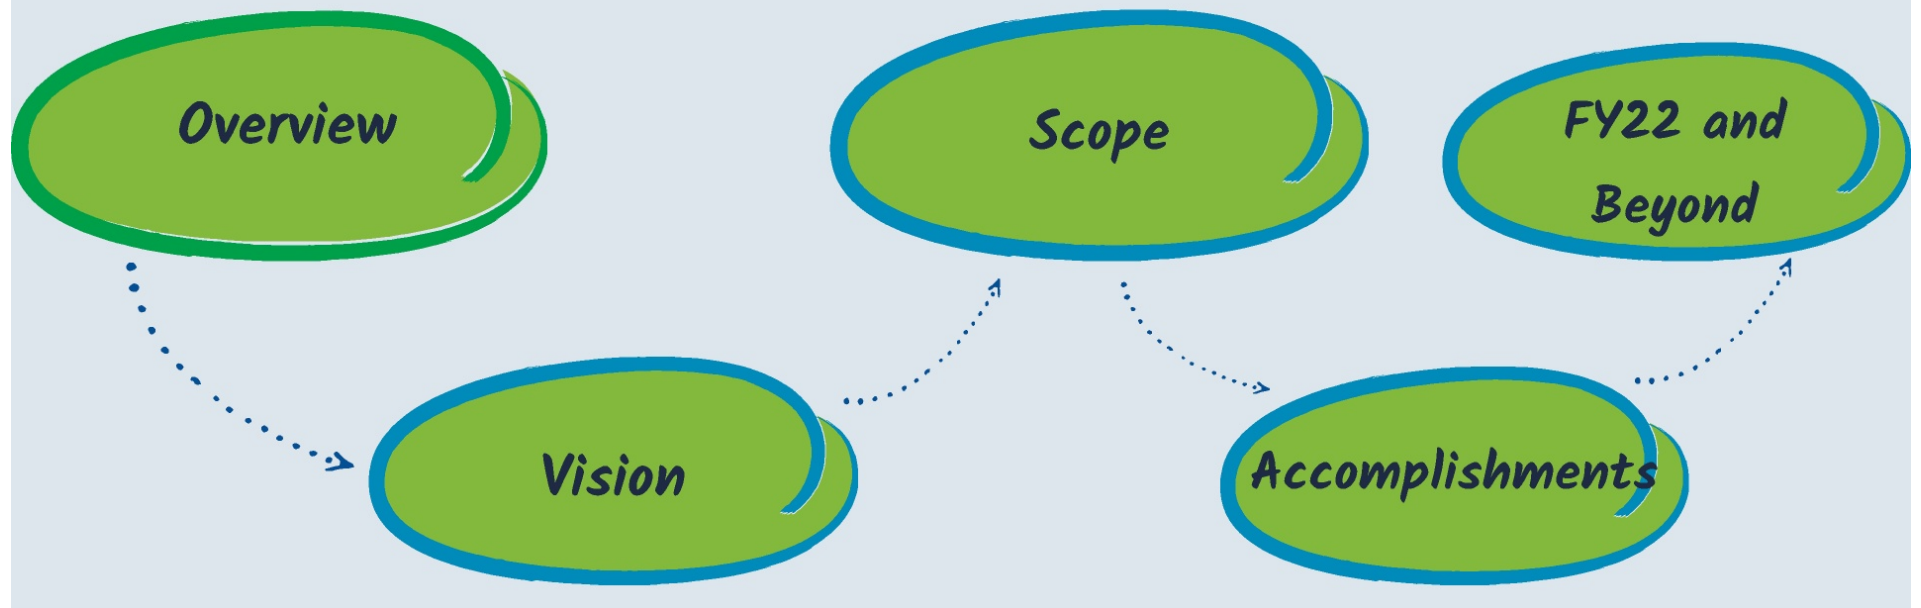 Overview
Vision
Scope
Accomplishments
FY22 and
Beyond